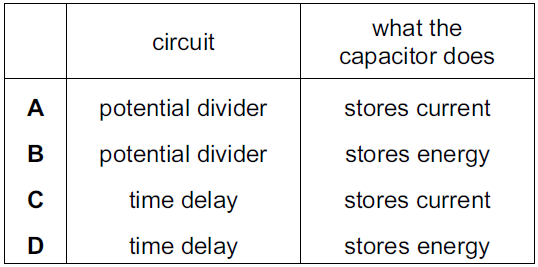 circuit
what the
capacitor does
A potential divider stores current
B potential divider stores energy
C time delay stores current
D time delay stores energy